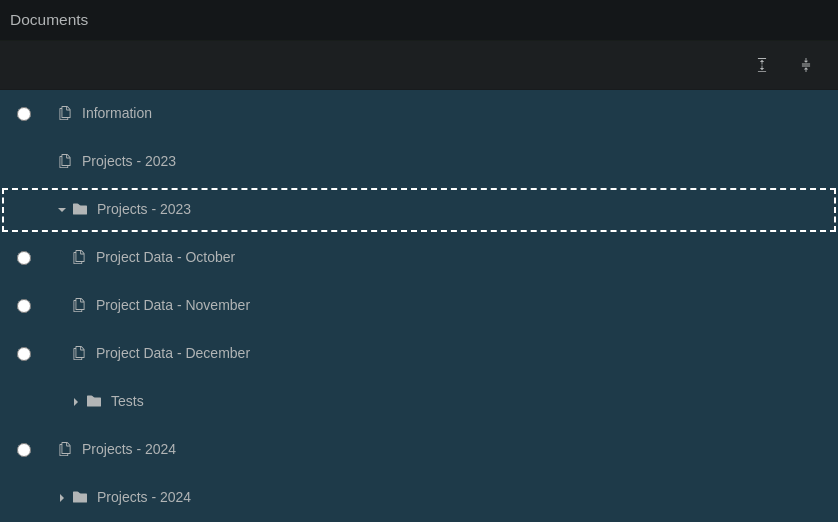 Documents
Information
Projects - 2023
Projects - 2023
Project Data - October
Project Data - November
Project Data - December
Tests
Projects - 2024
Projects - 2024